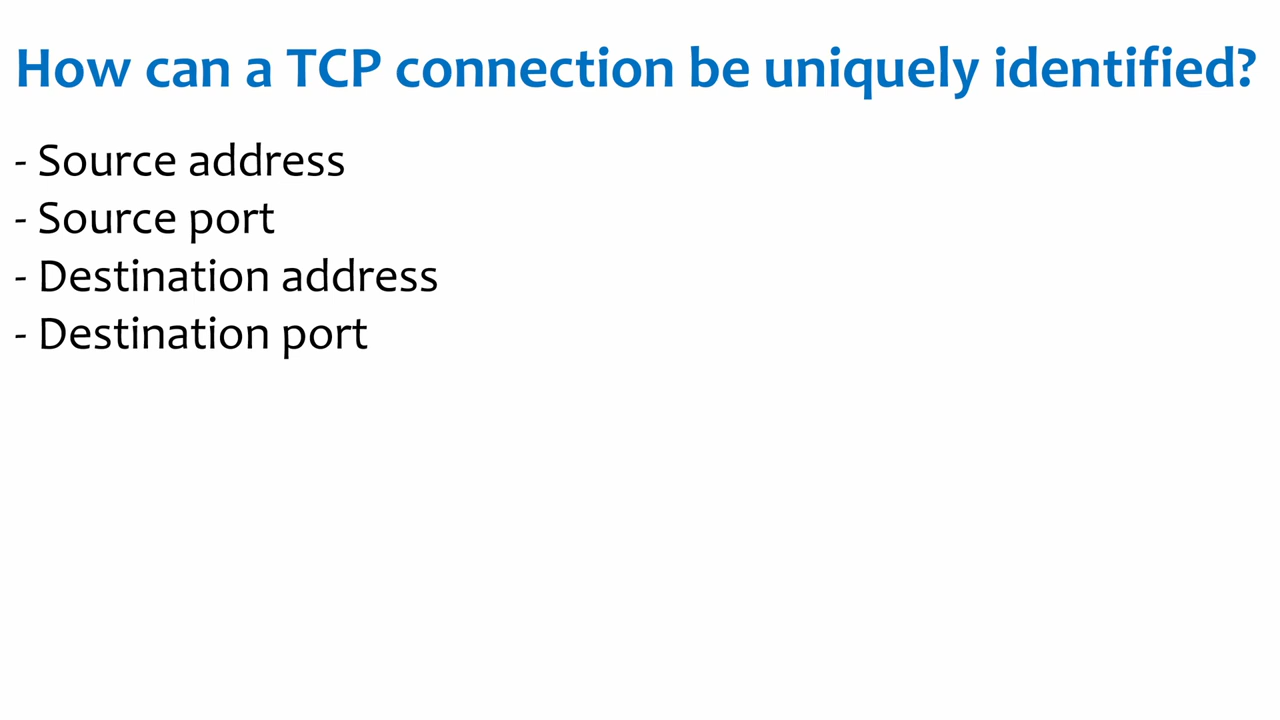 How can a TCP connection be uniquely identified?
- Source address
- Source port
- Destination address
- Destination port